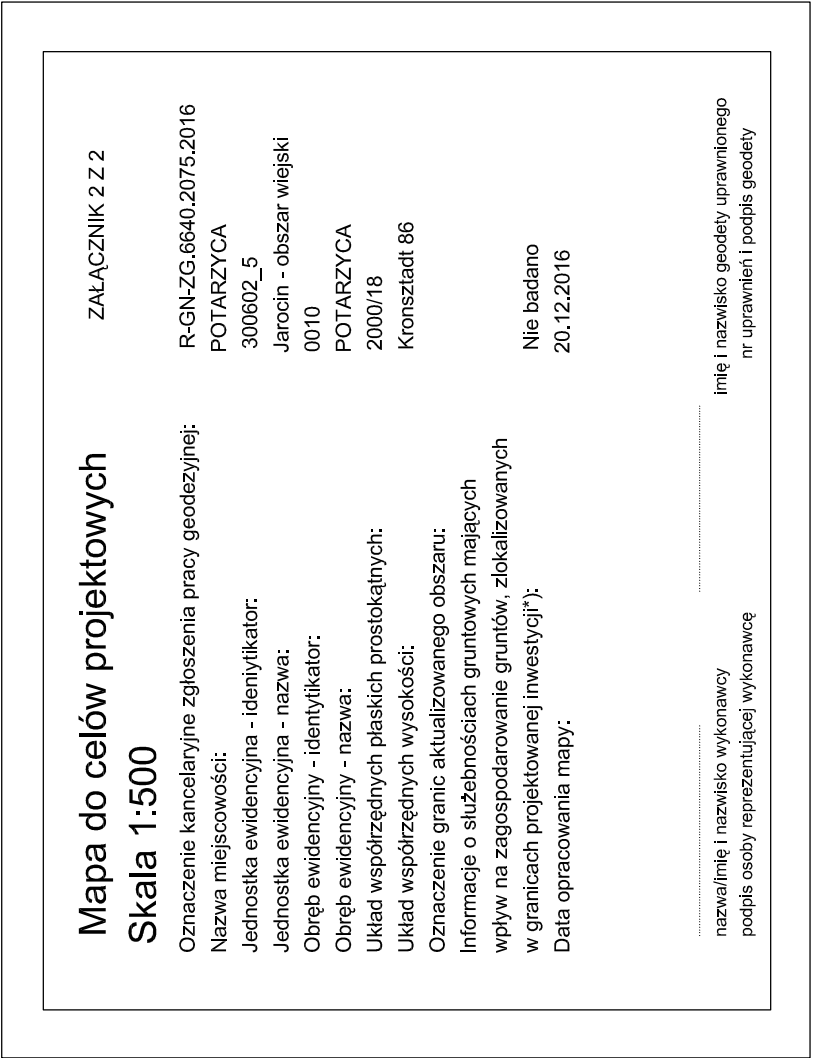 Mapa do celów projektowych
ZAŁĄCZNIK 2 Z 2
Skala 1:500
Oznaczenie kancelaryjne zgłoszenia pracy geodezyjnej: R-GN-ZG.6640.2075.2016
Nazwa miejscowości: POTARZYCA
Jednostka ewidencyjna - ideniytikator: 300602_5
Jednostka ewidencyjna - nazwa: Jarocin - obszar wiejski
Obręb ewidencyjny - identytikator: 0010
Obręb ewidencyjny - nazwa: POTARZYCA
Układ współrzędnych płaskich prostokątnych: 2000/18
Układ współrzędnych wysokości: Kronsztadt 86
Oznaczenie granic aktualizowanego obszaru:
Informacje o służebnościach gruntowych mających
wpływ na zagospodarowanie gruntów, zlokalizowanych
w granicach projektowanej inwestycji*): Nie badano
Data opracowania mapy: 20.12.2016
nazwa/imię i nazwisko wykonawcy
podpis osoby reprezentującej wykonawcę
imię i nazwisko geodety uprawnionego
nr uprawnień i podpis geodety